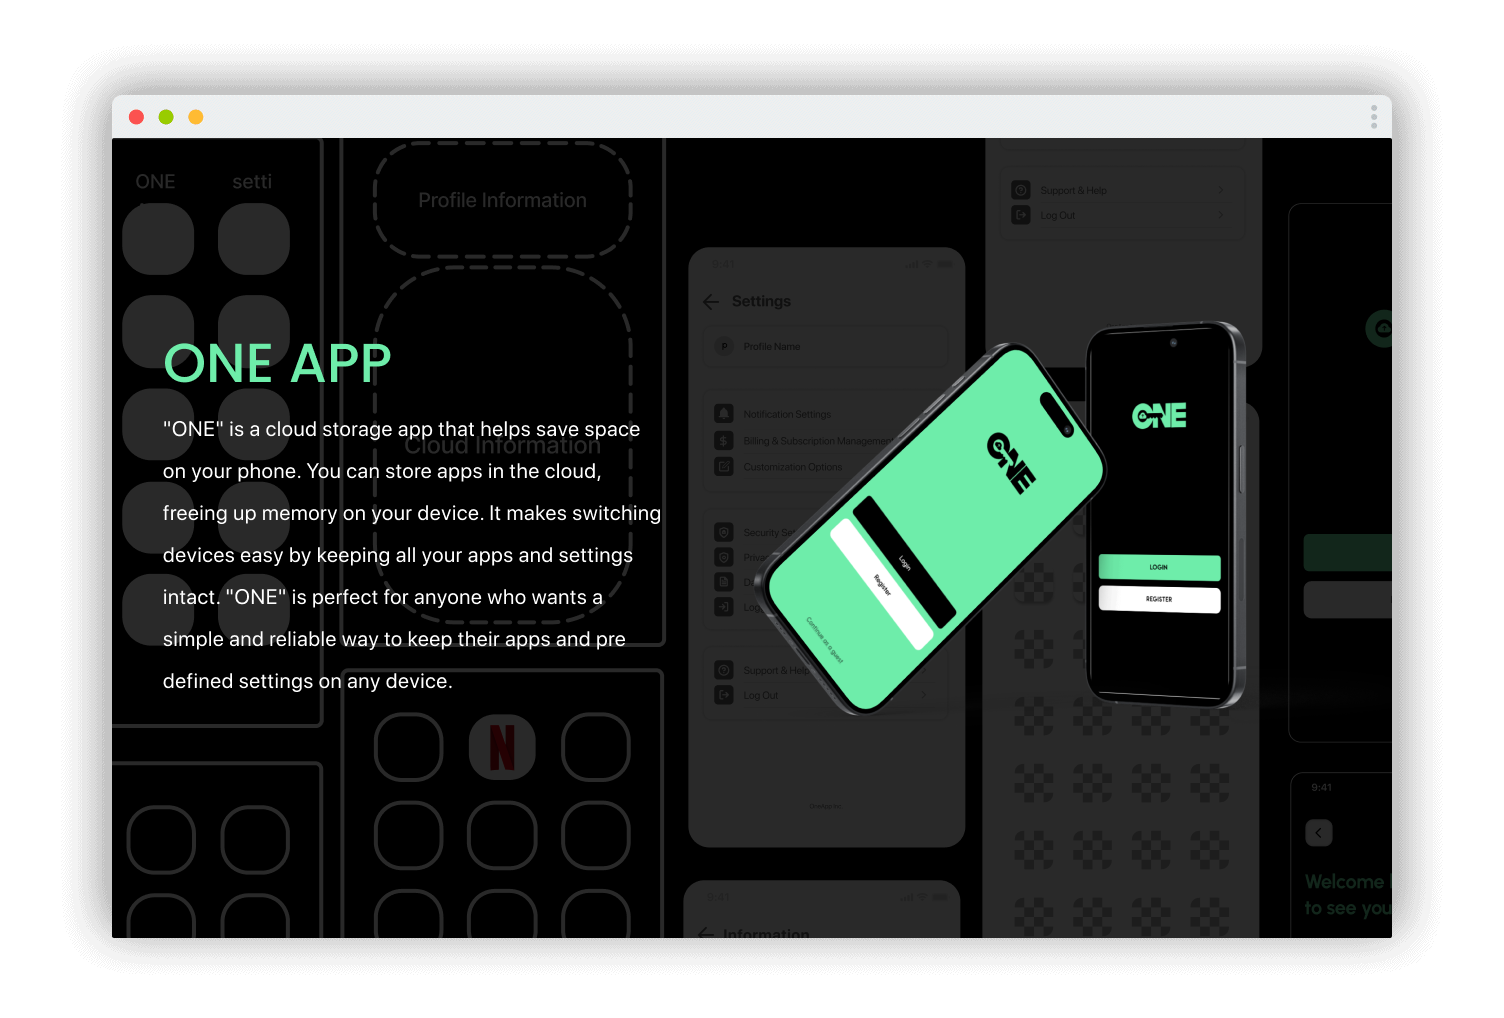 ONE
setti
Profile Information
Cloud Information
ONE APP
"ONE" is a cloud storage app that helps save space
on your phone. You can store apps in the cloud,
freeing up memory on your device. It makes switching
devices easy by keeping all your apps and settings
intact. "ONE" is perfect for anyone who wants a
simple and reliable way to keep their apps and pre
defined settings on any device.
N
9:41
Settings
P
Profile Name
Notification Settings
Billing & Subscription Management
Customization Options
Security Set
Priva
Log
Support & Help
Log Out
9:41
Information
Support & Help
Log Out
ONE
Login
Register
Continue as a guest
ONE
LOGIN
REGISTER
9:41
Welcome
to see you